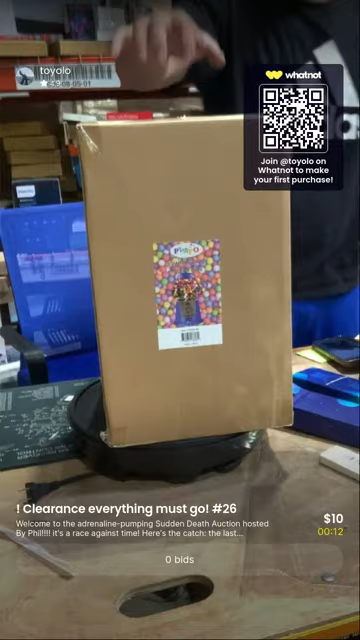 toyolo
whatnot
Join @toyolo on
Whatnot to make
your first purchase!
! Clearance everything must go! #26
Welcome to the adrenaline-pumping Sudden Death Auction hosted
By Phill!!!! it's a race against time! Here's the catch: the last...
$10
00:12
0 bids